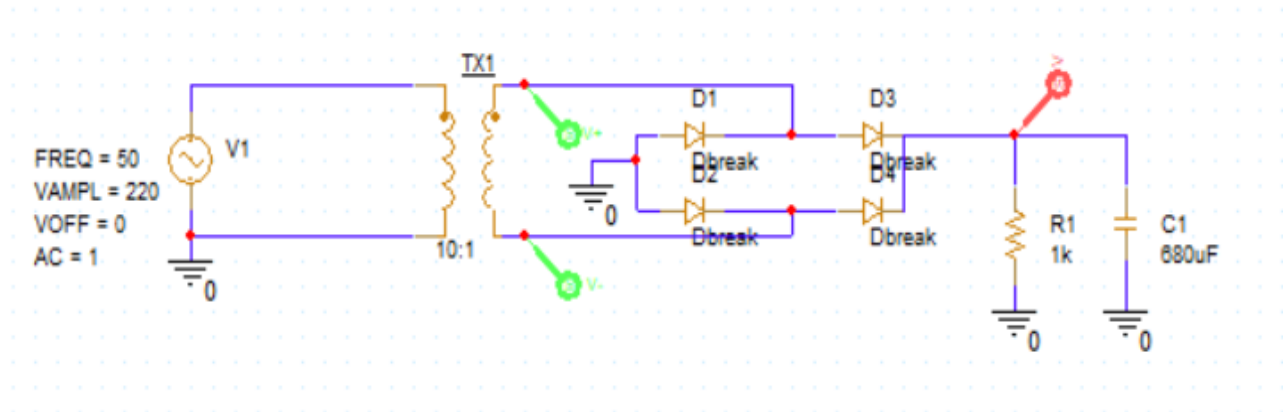 TX1
FREQ = 50
VAMPL = 220
VOFF = 0
AC = 1
V1
0
10:1
V+
V-
0
D1
Dbreak
D2
Dbreak
D3
Dbreak
D4
Dbreak
V
R1
1k
0
C1
680uF
0